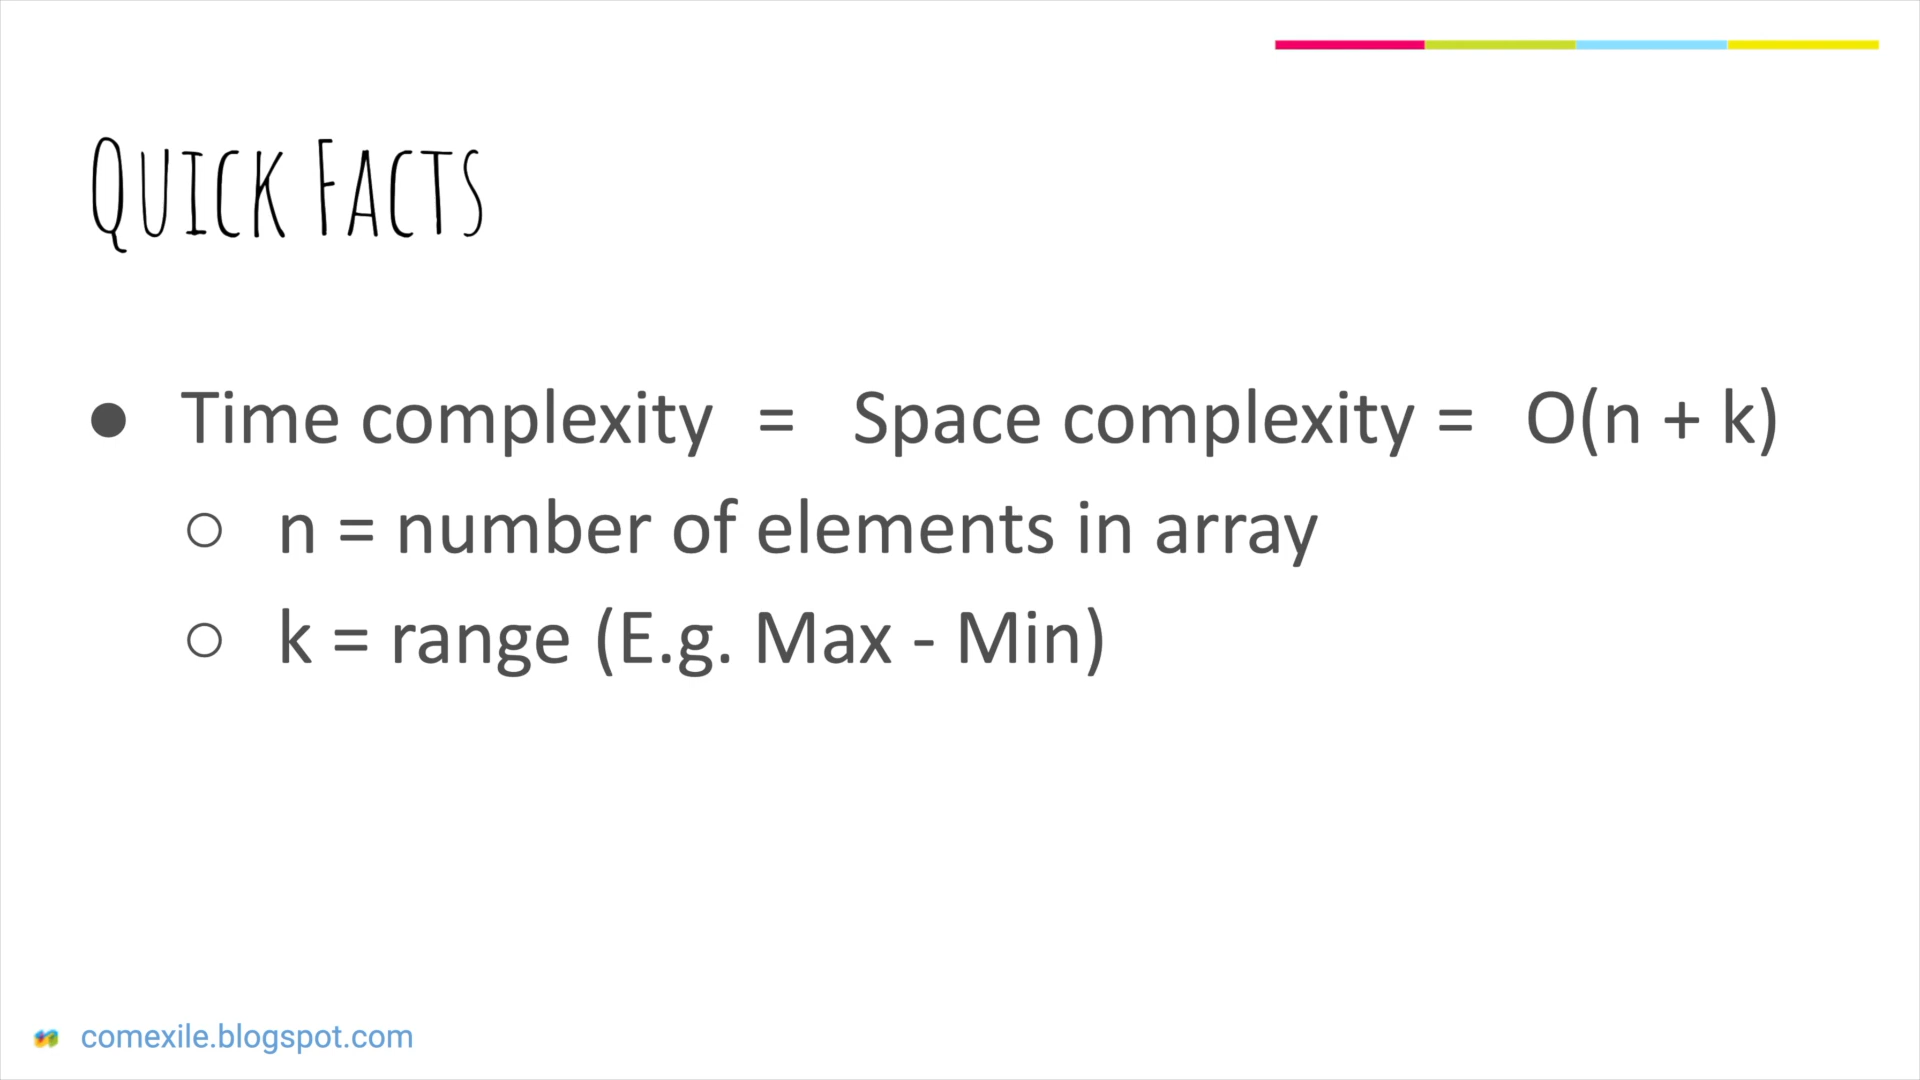 Quick Facts
● Time complexity = Space complexity = O(n + k)
○ n = number of elements in array
○ k = range (E.g. Max - Min)
comexile.blogspot.com